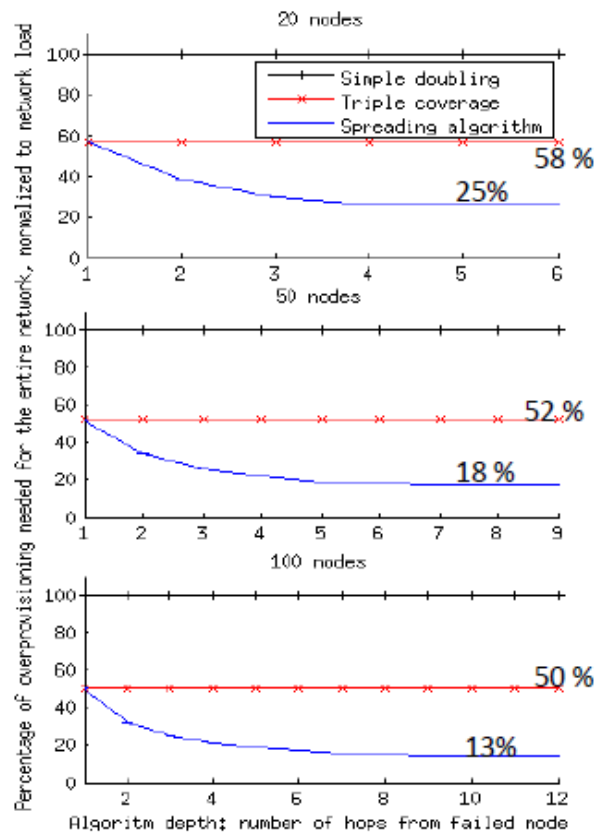 Percentage of overprovisioning needed for the entire network, normalized to network load
20 nodes
100
80
60
40
20
0
Simple doubling
Triple coverage
Spreading algorithm
58 %
25%
1 2 3 4 5 6
50 nodes
100
80
60
40
20
0
52 %
18 %
1 2 3 4 5 6 7 8 9
100 nodes
100
80
60
40
20
0
50 %
13%
2 4 6 8 10 12
Algoritm depth: number of hops from failed node